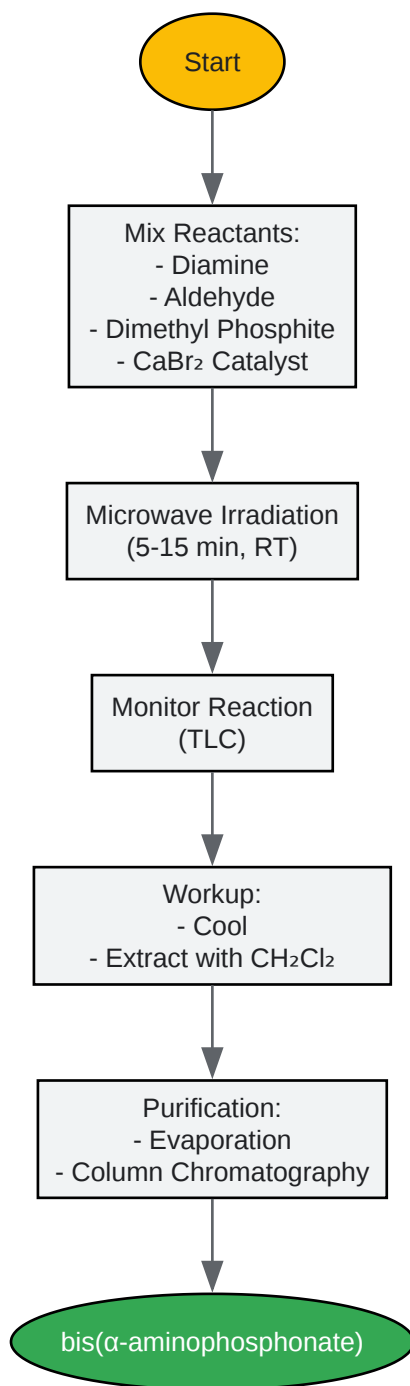 Start
Mix Reactants:
- Diamine
- Aldehyde
- Dimethyl Phosphite
- CaBr₂ Catalyst
Microwave Irradiation
(5-15 min, RT)
Monitor Reaction
(TLC)
Workup:
- Cool
- Extract with CH₂Cl₂
Purification:
- Evaporation
- Column Chromatography
bis(α-aminophosphonate)